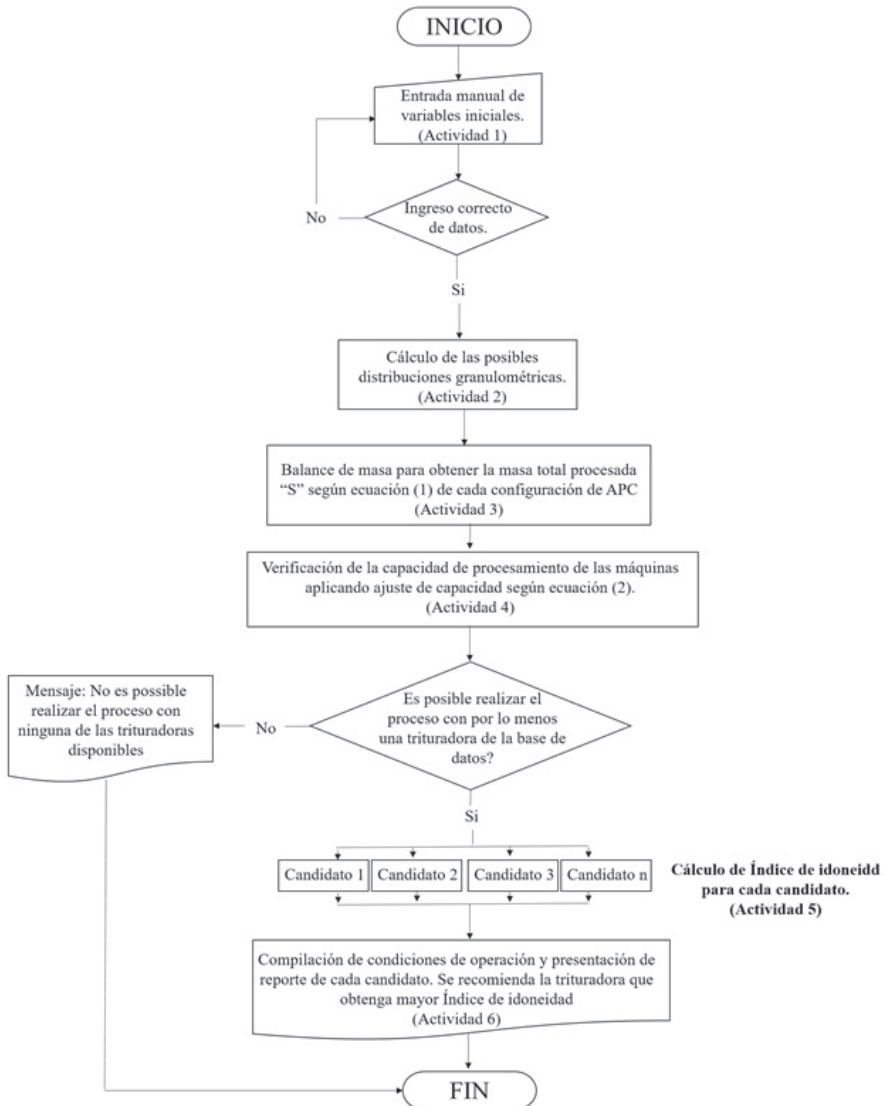 INICIO
Entrada manual de
variables iniciales.
(Actividad 1)
No
Ingreso correcto
de datos.
Si
Cálculo de las posibles
distribuciones granulométricas.
(Actividad 2)
Balance de masa para obtener la masa total procesada
“S” según ecuación (1) de cada configuración de APC
(Actividad 3)
Verificación de la capacidad de procesamiento de las máquinas
aplicando ajuste de capacidad según ecuación (2).
(Actividad 4)
Mensaje: No es possible
realizar el proceso con
ninguna de las trituradoras
disponibles
No
Es posible realizar el
proceso con por lo menos
una trituradora de la base de
datos?
Si
Candidato 1
Candidato 2
Candidato 3
Candidato n
Cálculo de Índice de idoneidd
para cada candidato.
(Actividad 5)
Compilación de condiciones de operación y presentación de
reporte de cada candidato. Se recomienda la trituradora que
obtenga mayor Índice de idoneidad
(Actividad 6)
FIN